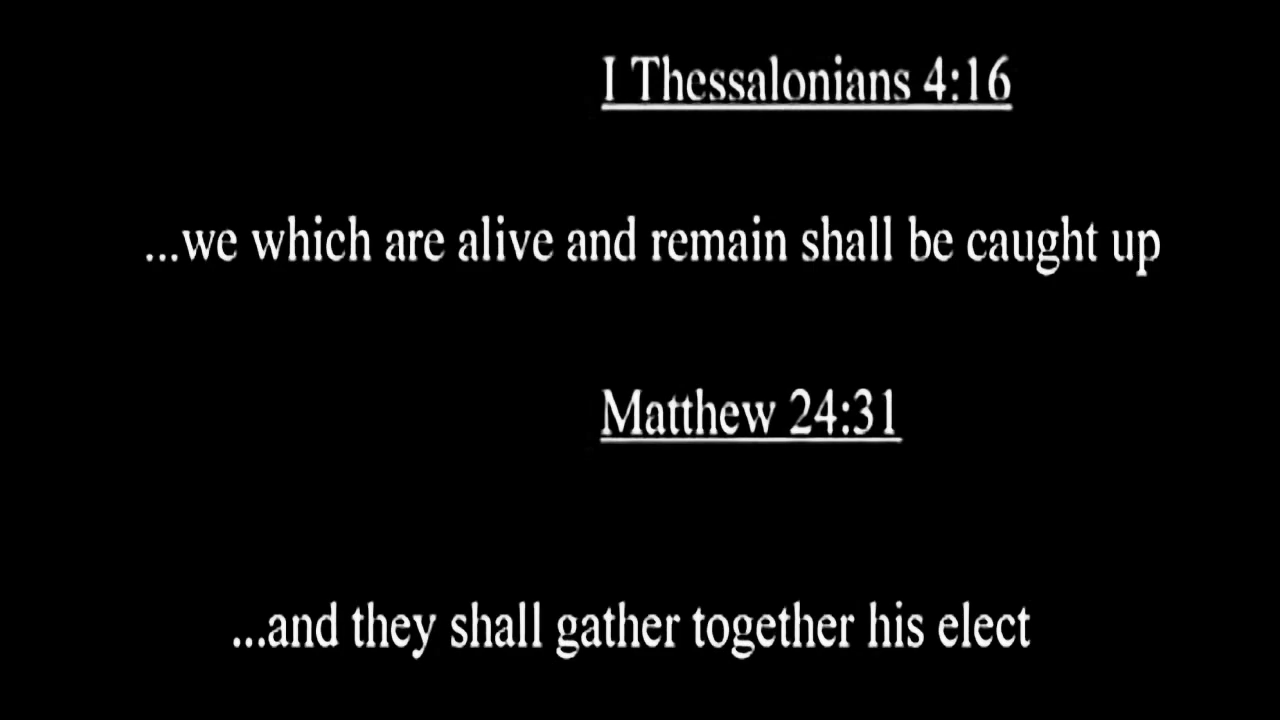 I Thessalonians 4:16
...we which are alive and remain shall be caught up
Matthew 24:31
...and they shall gather together his elect